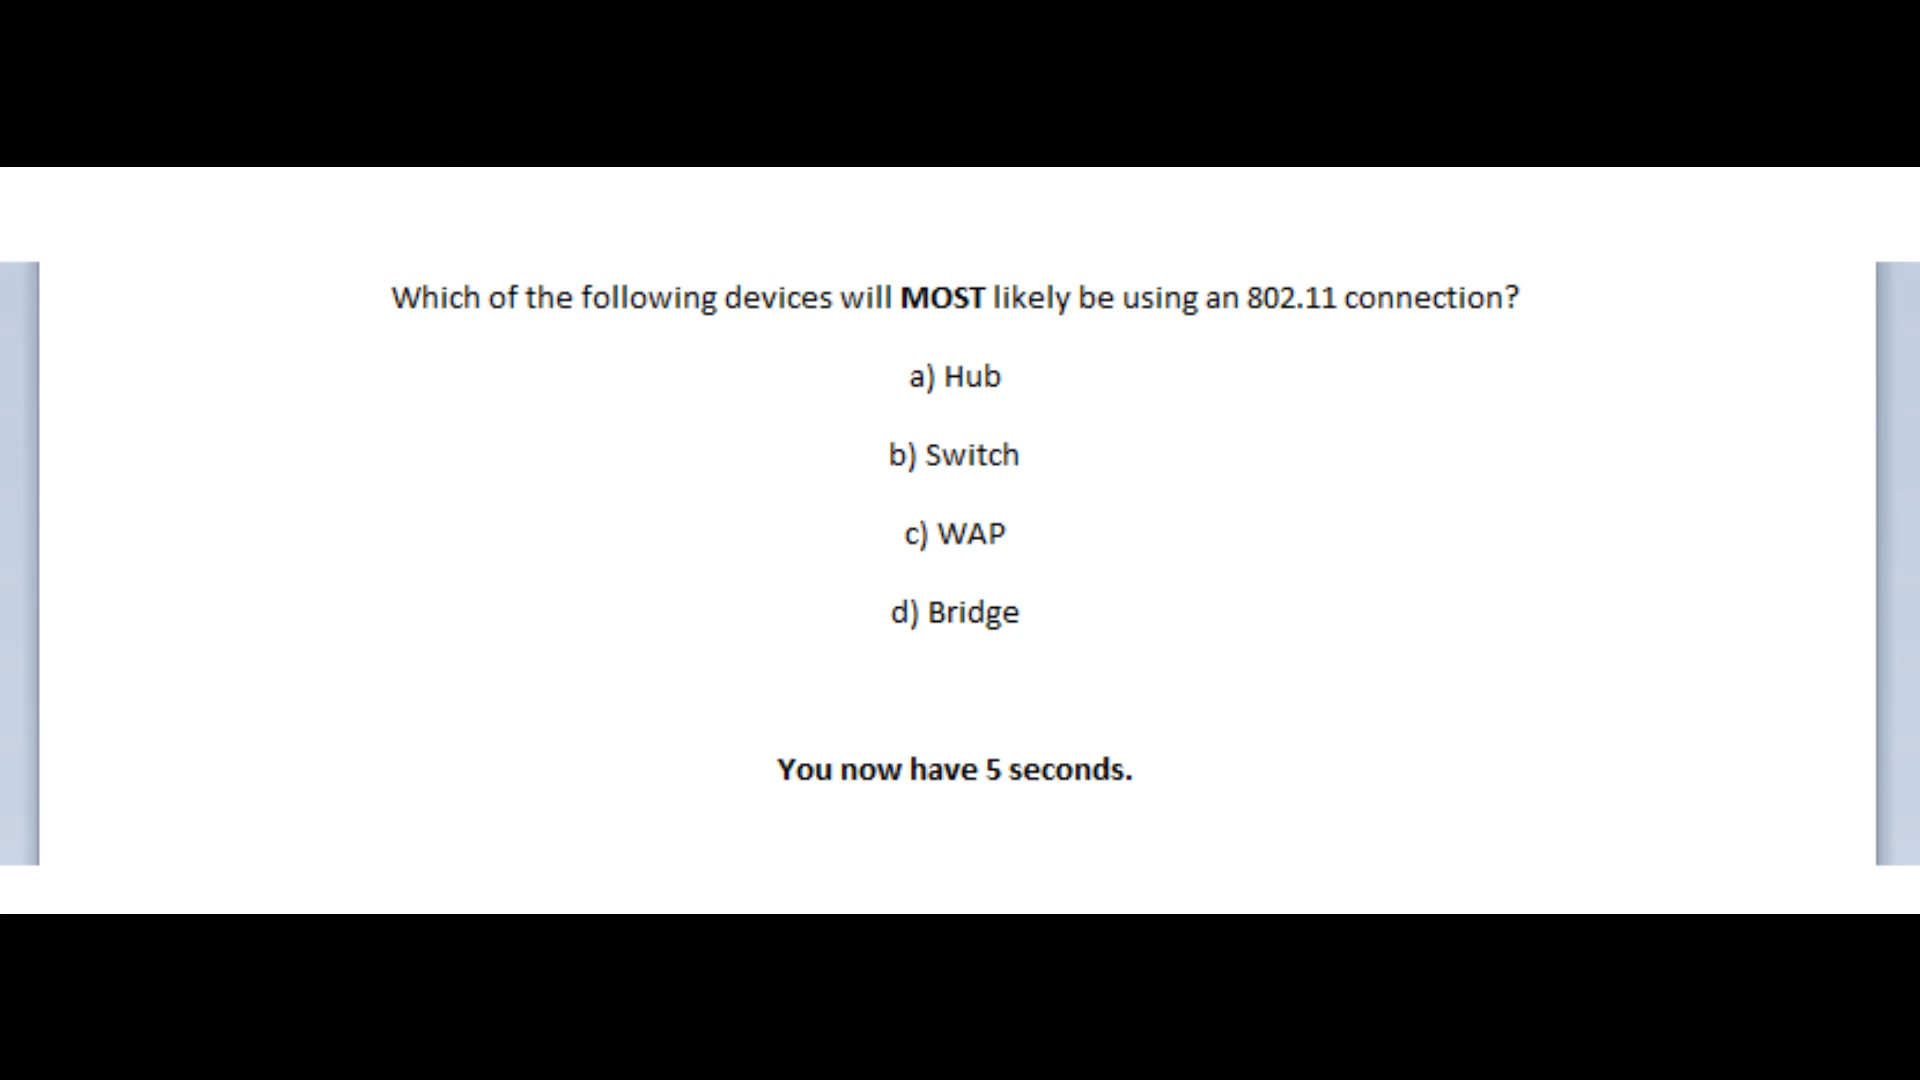 Which of the following devices will MOST likely be using an 802.11 connection?
a) Hub
b) Switch
c) WAP
d) Bridge
You now have 5 seconds.